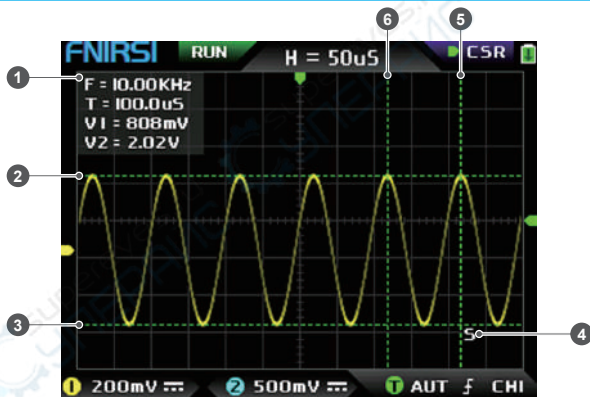 6 5
FNIRSI RUN H = 50uS CSR
1
F = 10.00KHz
T = 100.0uS
V1 = 808mV
V2 = 2.02V
2
3
S 4
1 200mV 2 500mV T AUT CH1